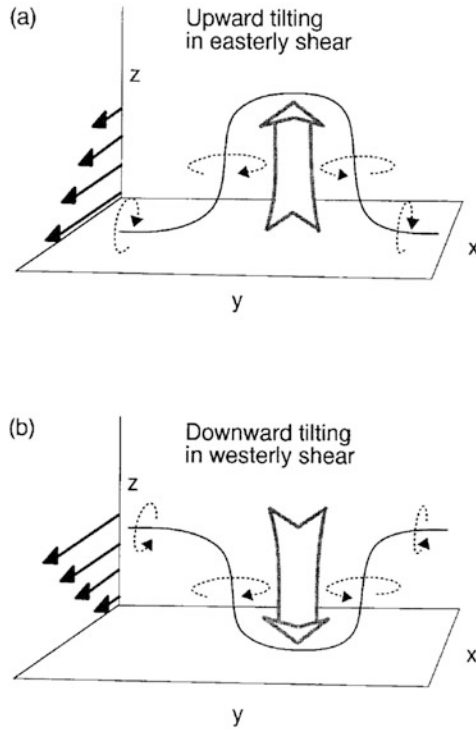 (a)
Upward tilting
in easterly shear
z
x
y
(b)
Downward tilting
in westerly shear
z
x
y